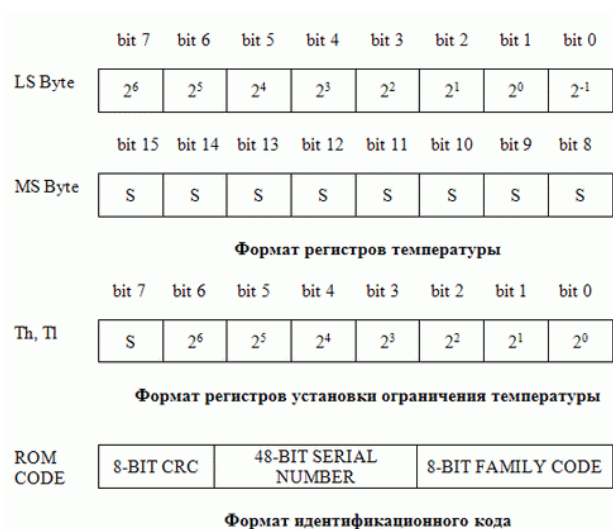 bit 7 bit 6 bit 5 bit 4 bit 3 bit 2 bit 1 bit 0
LS Byte 2⁶ 2⁵ 2⁴ 2³ 2² 2¹ 2⁰ 2⁻¹
bit 15 bit 14 bit 13 bit 12 bit 11 bit 10 bit 9 bit 8
MS Byte S S S S S S S S
Формат регистров температуры
bit 7 bit 6 bit 5 bit 4 bit 3 bit 2 bit 1 bit 0
Th, Tl S 2⁶ 2⁵ 2⁴ 2³ 2² 2¹ 2⁰
Формат регистров установки ограничения температуры
ROM CODE 8-BIT CRC 48-BIT SERIAL NUMBER 8-BIT FAMILY CODE
Формат идентификационного кода